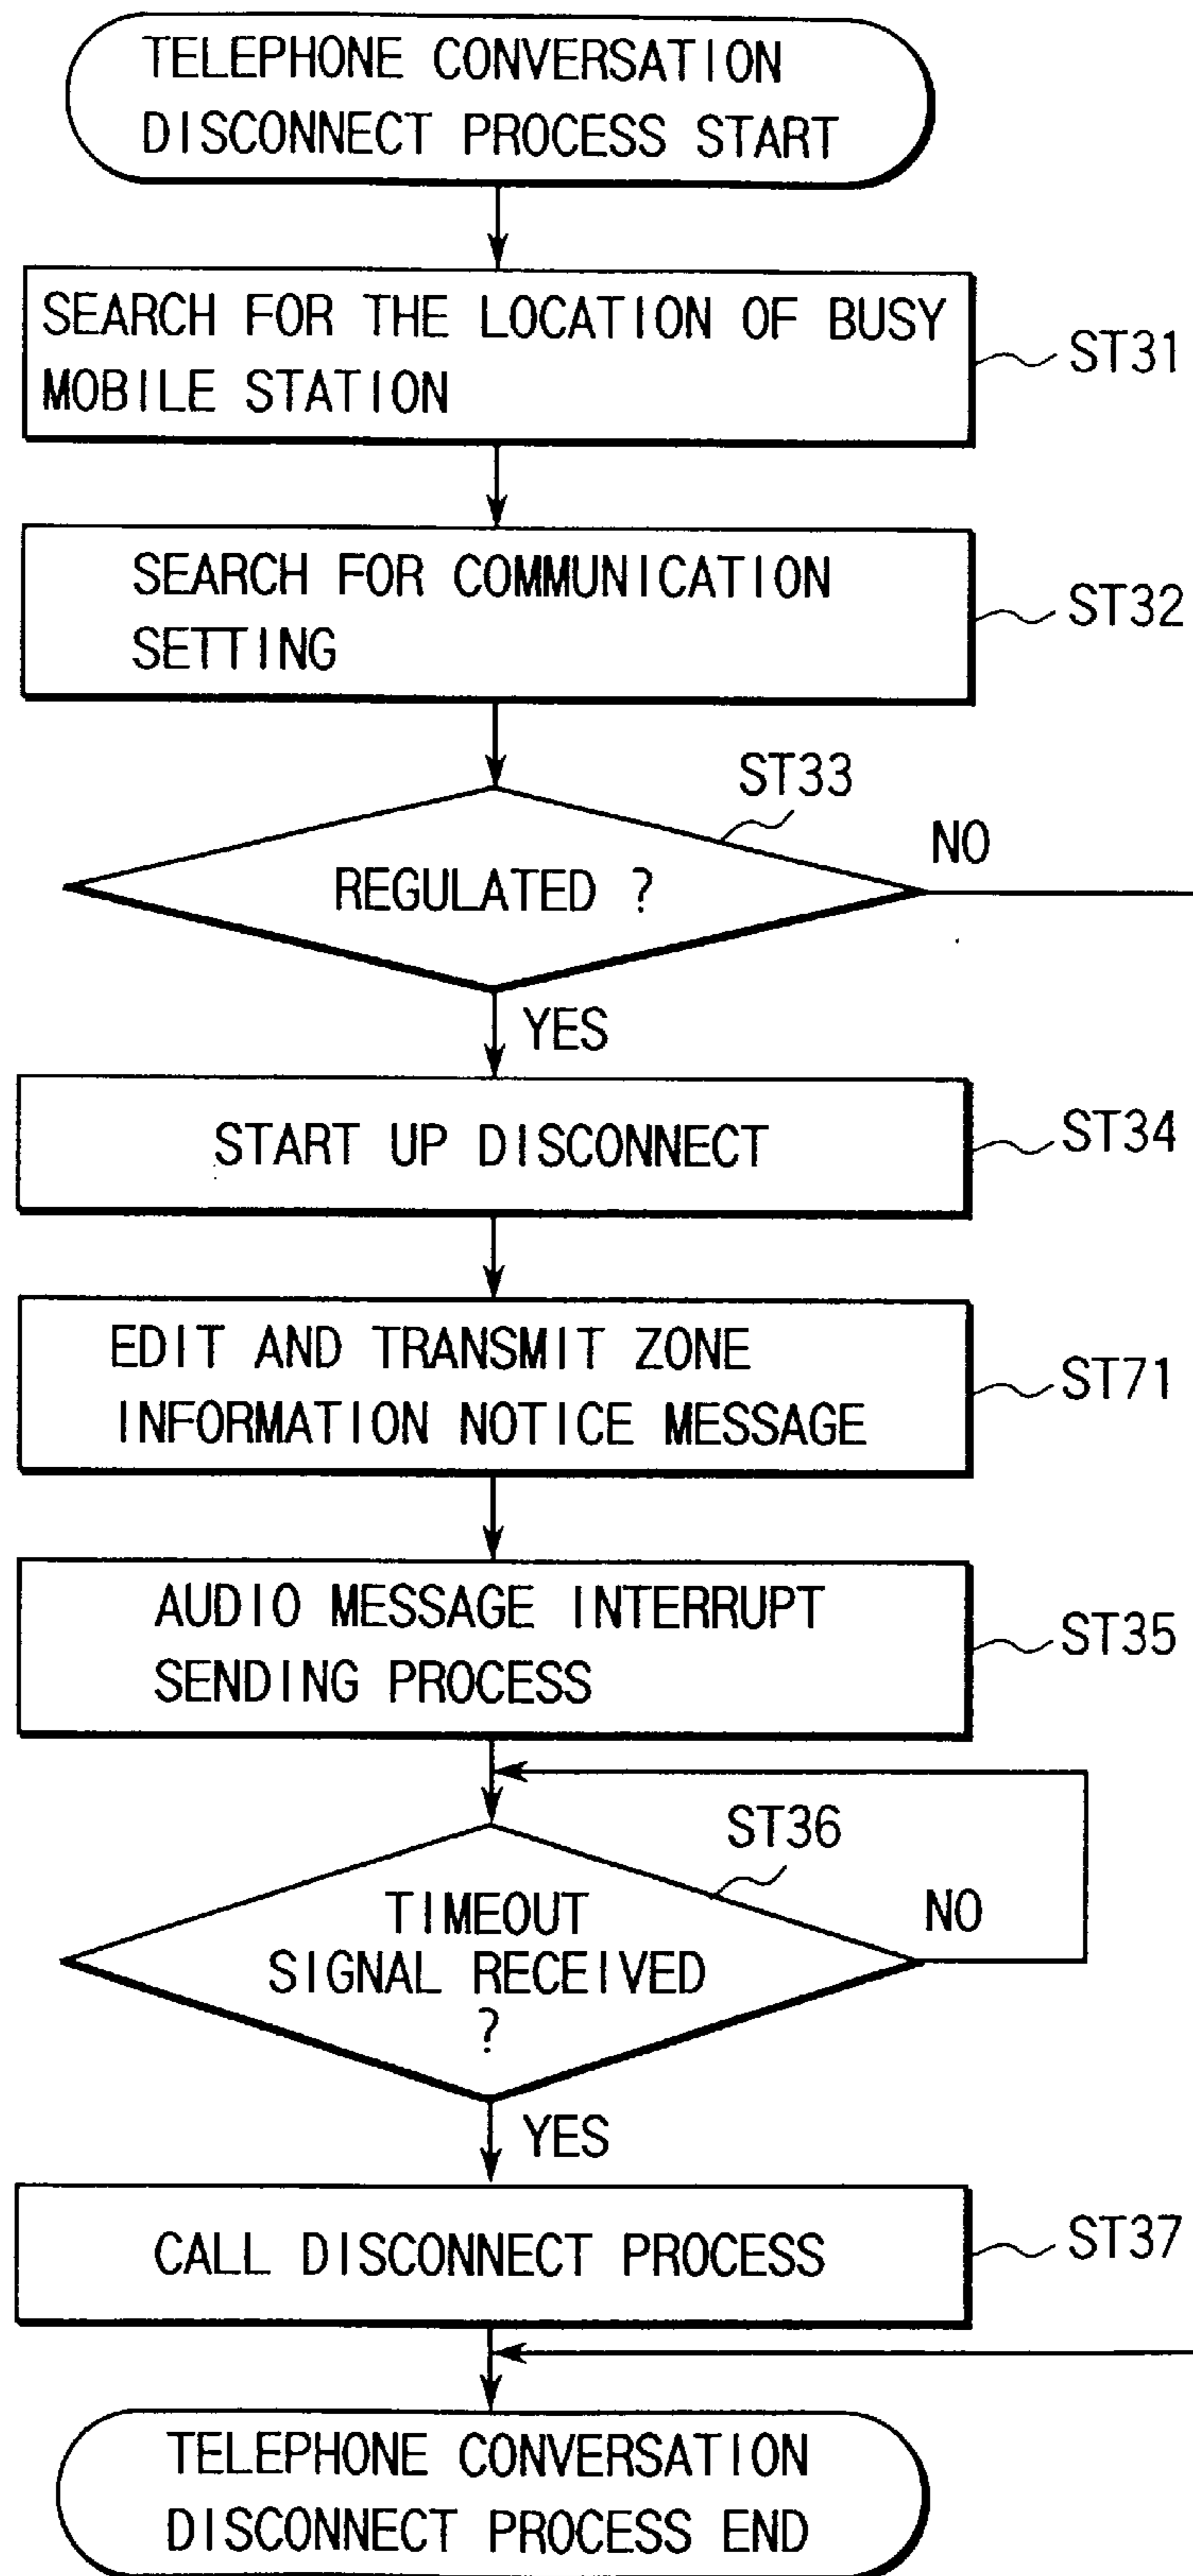 TELEPHONE CONVERSATION
DISCONNECT PROCESS START
SEARCH FOR THE LOCATION OF BUSY
MOBILE STATION
ST31
SEARCH FOR COMMUNICATION
SETTING
ST32
ST33
NO
REGULATED ?
YES
START UP DISCONNECT
ST34
EDIT AND TRANSMIT ZONE
INFORMATION NOTICE MESSAGE
ST71
AUDIO MESSAGE INTERRUPT
SENDING PROCESS
ST35
ST36
TIMEOUT
NO
SIGNAL RECEIVED
?
YES
CALL DISCONNECT PROCESS
ST37
TELEPHONE CONVERSATION
DISCONNECT PROCESS END